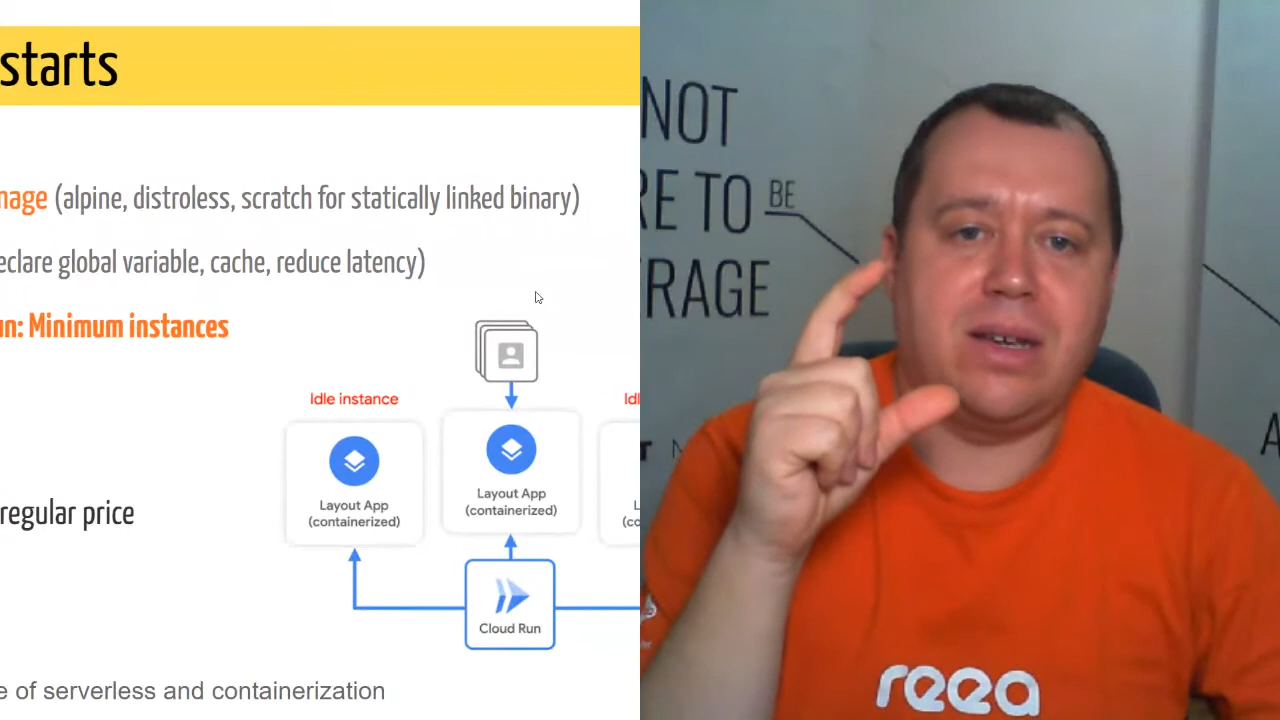 starts
nage (alpine, distroless, scratch for statically linked binary)
eclare global variable, cache, reduce latency)
un: Minimum instances
Idle instance
Idl
Layout App
(containerized)
Layout App
(containerized)
L
(co
regular price
Cloud Run
e of serverless and containerization
NOT
RE TO BE
RAGE
r
A
reea